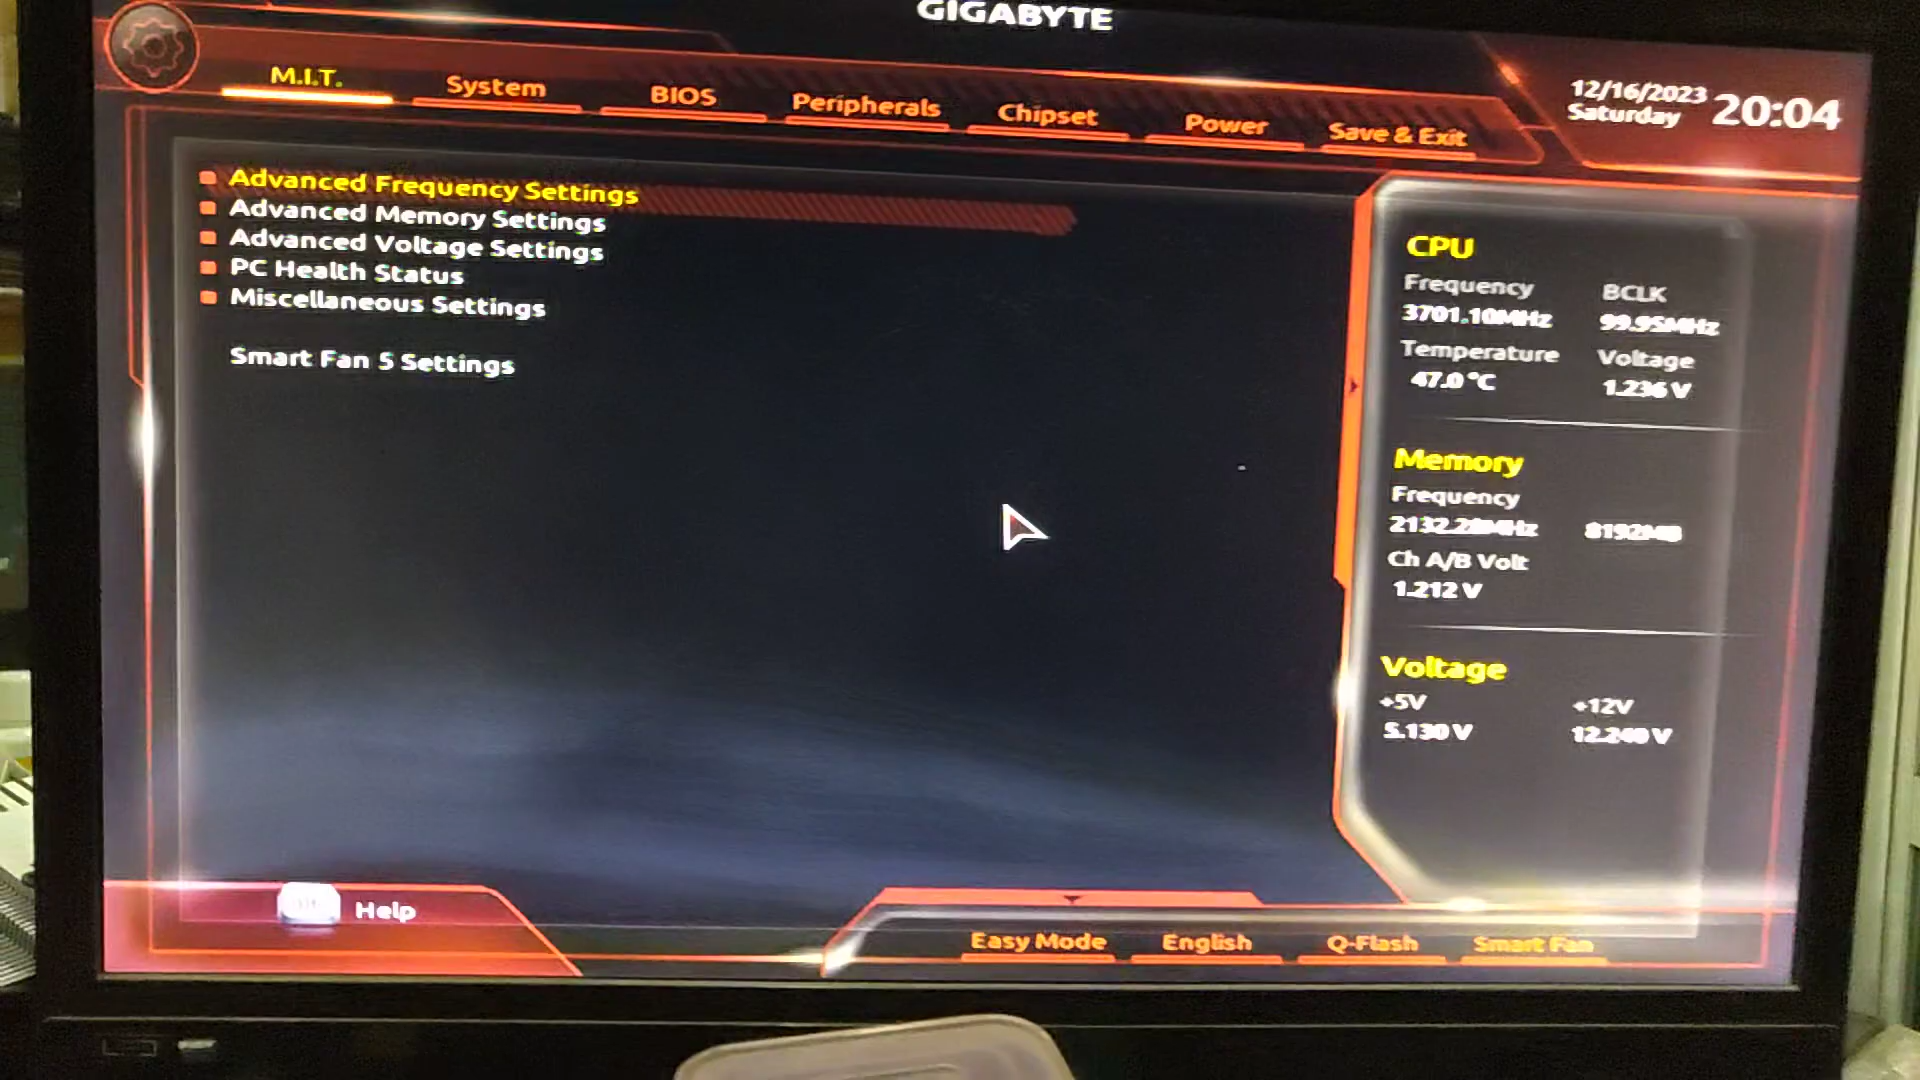 GIGABYTE
M.I.T.
System
BIOS
Peripherals
Chipset
Power
Save & Exit
12/16/2023
Saturday
20:04
Advanced Frequency Settings
Advanced Memory Settings
Advanced Voltage Settings
PC Health Status
Miscellaneous Settings
Smart Fan 5 Settings
CPU
Frequency BCLK
3701.10MHz 99.95MHz
Temperature Voltage
47.0 °C 1.236 V
Memory
Frequency
2132.28MHz 8192MB
Ch A/B Volt
1.212 V
Voltage
+5V +12V
5.130 V 12.240 V
Help
Easy Mode English Q-Flash Smart Fan